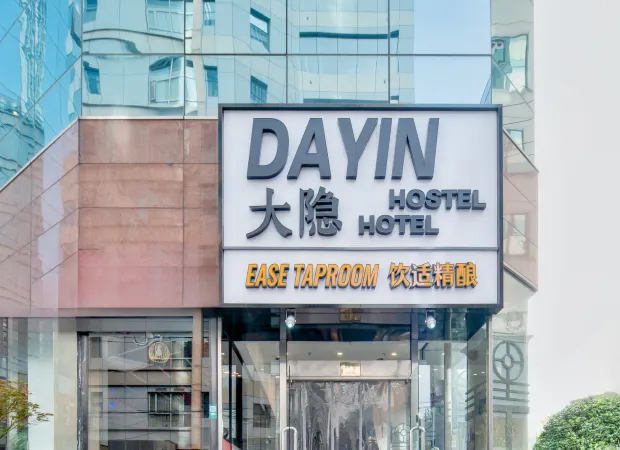 DAYIN
大隐 HOSTEL
HOTEL
EASE TAPROOM 饮适精酿